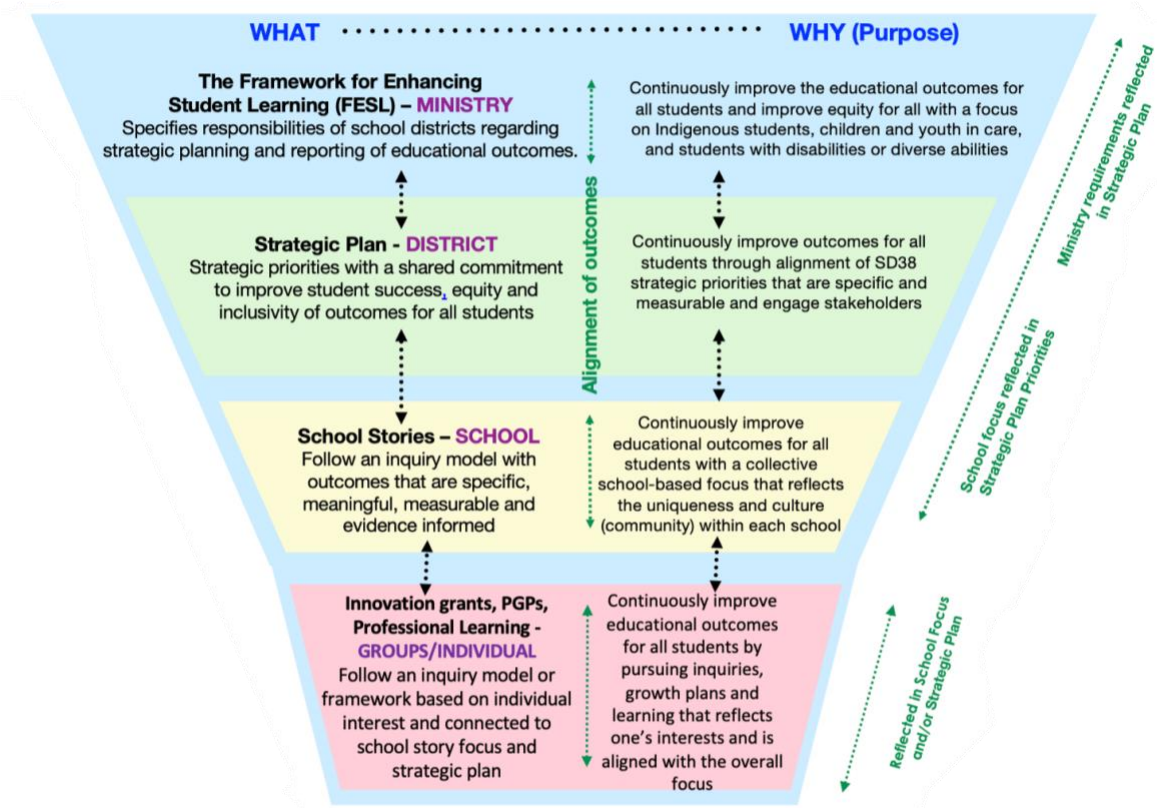 WHAT ........................................ WHY (Purpose)
The Framework for Enhancing
Student Learning (FESL) – MINISTRY
Specifies responsibilities of school districts regarding
strategic planning and reporting of educational outcomes.
Continuously improve the educational outcomes for
all students and improve equity for all with a focus
on Indigenous students, children and youth in care,
and students with disabilities or diverse abilities
Strategic Plan - DISTRICT
Strategic priorities with a shared commitment
to improve student success, equity and
inclusivity of outcomes for all students
Continuously improve outcomes for all
students through alignment of SD38
strategic priorities that are specific and
measurable and engage stakeholders
School Stories – SCHOOL
Follow an inquiry model with
outcomes that are specific,
meaningful, measurable and
evidence informed
Continuously improve
educational outcomes for all
students with a collective
school-based focus that reflects
the uniqueness and culture
(community) within each school
Innovation grants, PGPs,
Professional Learning -
GROUPS/INDIVIDUAL
Follow an inquiry model or
framework based on individual
interest and connected to
school story focus and
strategic plan
Continuously improve
educational outcomes
for all students by
pursuing inquiries,
growth plans and
learning that reflects
one's interests and is
aligned with the overall
focus
Alignment of outcomes
Ministry requirements reflected
in Strategic Plan
School focus reflected in
Strategic Plan Priorities
Reflected in School Focus
and/or Strategic Plan